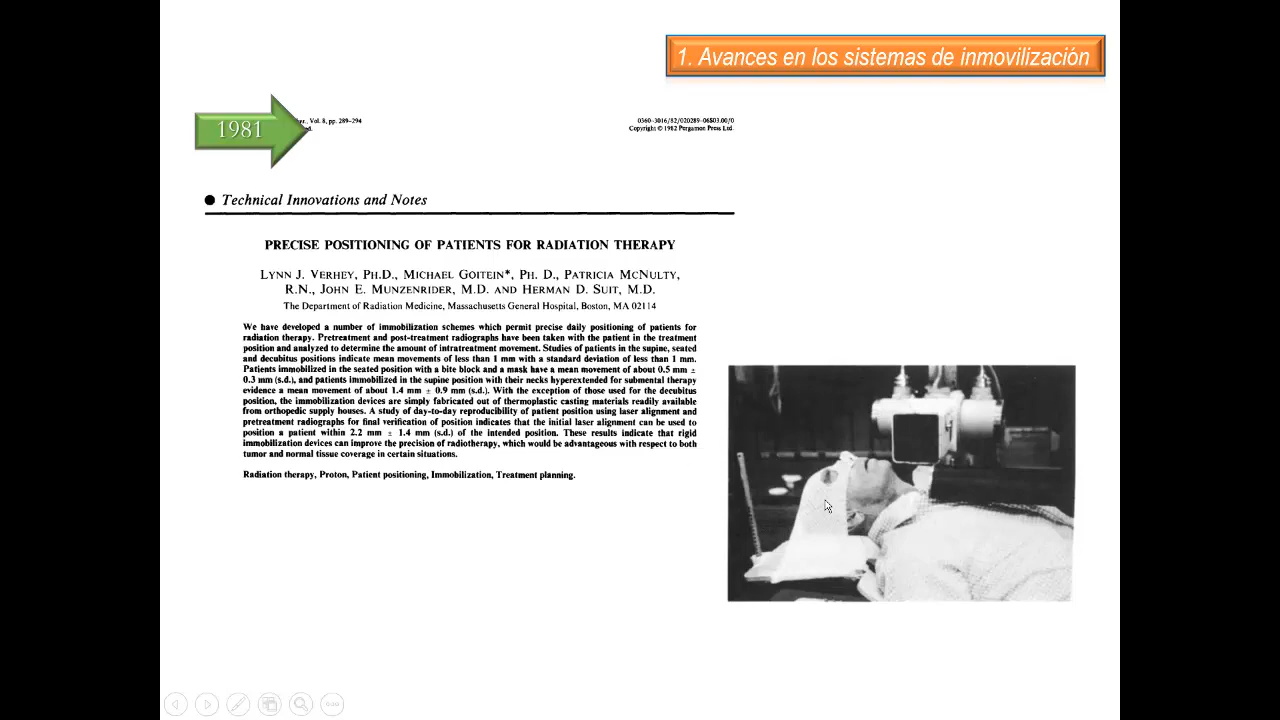 1. Avances en los sistemas de inmovilización
1981
Vol. 8, pp. 289–294
0360-3016/82/020289-06$03.00/0
Copyright © 1982 Pergamon Press Ltd.
● Technical Innovations and Notes
PRECISE POSITIONING OF PATIENTS FOR RADIATION THERAPY
LYNN J. VERHEY, PH.D., MICHAEL GOITEIN*, PH. D., PATRICIA MCNULTY,
R.N., JOHN E. MUNZENRIDER, M.D. AND HERMAN D. SUIT, M.D.
The Department of Radiation Medicine, Massachusetts General Hospital, Boston, MA 02114
We have developed a number of immobilization schemes which permit precise daily positioning of patients for
radiation therapy. Pretreatment and post-treatment radiographs have been taken with the patient in the treatment
position and analyzed to determine the amount of intratreatment movement. Studies of patients in the supine, seated
and decubitus positions indicate mean movements of less than 1 mm with a standard deviation of less than 1 mm.
Patients immobilized in the seated position with a bite block and a mask have a mean movement of about 0.5 mm ±
0.3 mm (s.d.), and patients immobilized in the supine position with their necks hyperextended for submental therapy
evidence a mean movement of about 1.4 mm ± 0.9 mm (s.d.). With the exception of those used for the decubitus
position, the immobilization devices are simply fabricated out of thermoplastic casting materials readily available
from orthopedic supply houses. A study of day-to-day reproducibility of patient position using laser alignment and
pretreatment radiographs for final verification of position indicates that the initial laser alignment can be used to
position a patient within 2.2 mm ± 1.4 mm (s.d.) of the intended position. These results indicate that rigid
immobilization devices can improve the precision of radiotherapy, which would be advantageous with respect to both
tumor and normal tissue coverage in certain situations.
Radiation therapy, Proton, Patient positioning, Immobilization, Treatment planning.